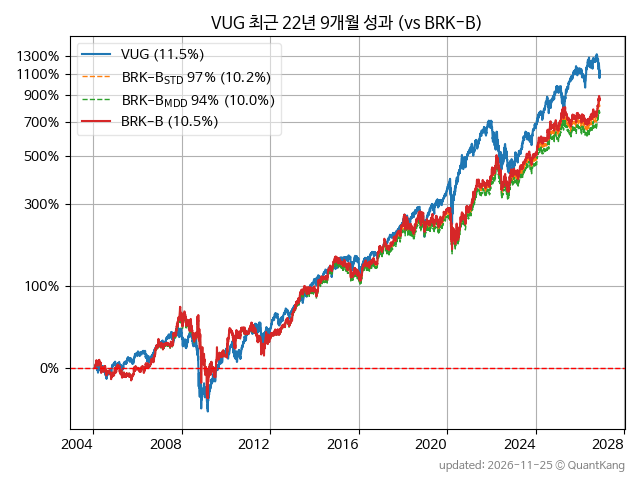 VUG 최근 22년 9개월 성과 (vs BRK-B)
VUG (11.5%)
BRK-BSTD 97% (10.2%)
BRK-BMDD 94% (10.0%)
BRK-B (10.5%)
1300%
1100%
900%
700%
500%
300%
100%
0%
2004 2008 2012 2016 2020 2024 2028
updated: 2026-11-25 © QuantKang